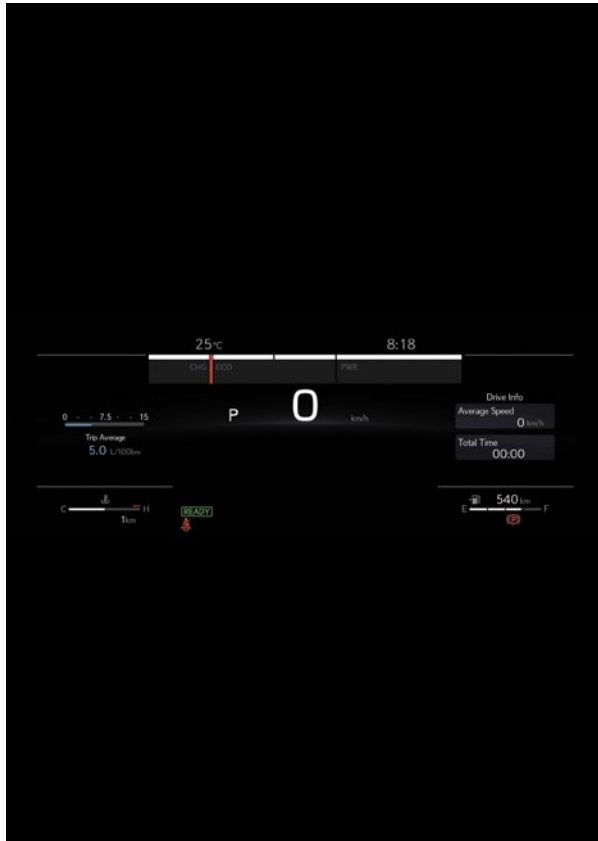 25°C 8:18
CHG ECO PWR
0 - - 7.5 - - 15
Trip Average
5.0 L/100km
P 0 km/h
Drive Info
Average Speed
0 km/h
Total Time
00:00
C H
1km
READY
540 km
E F
(P)